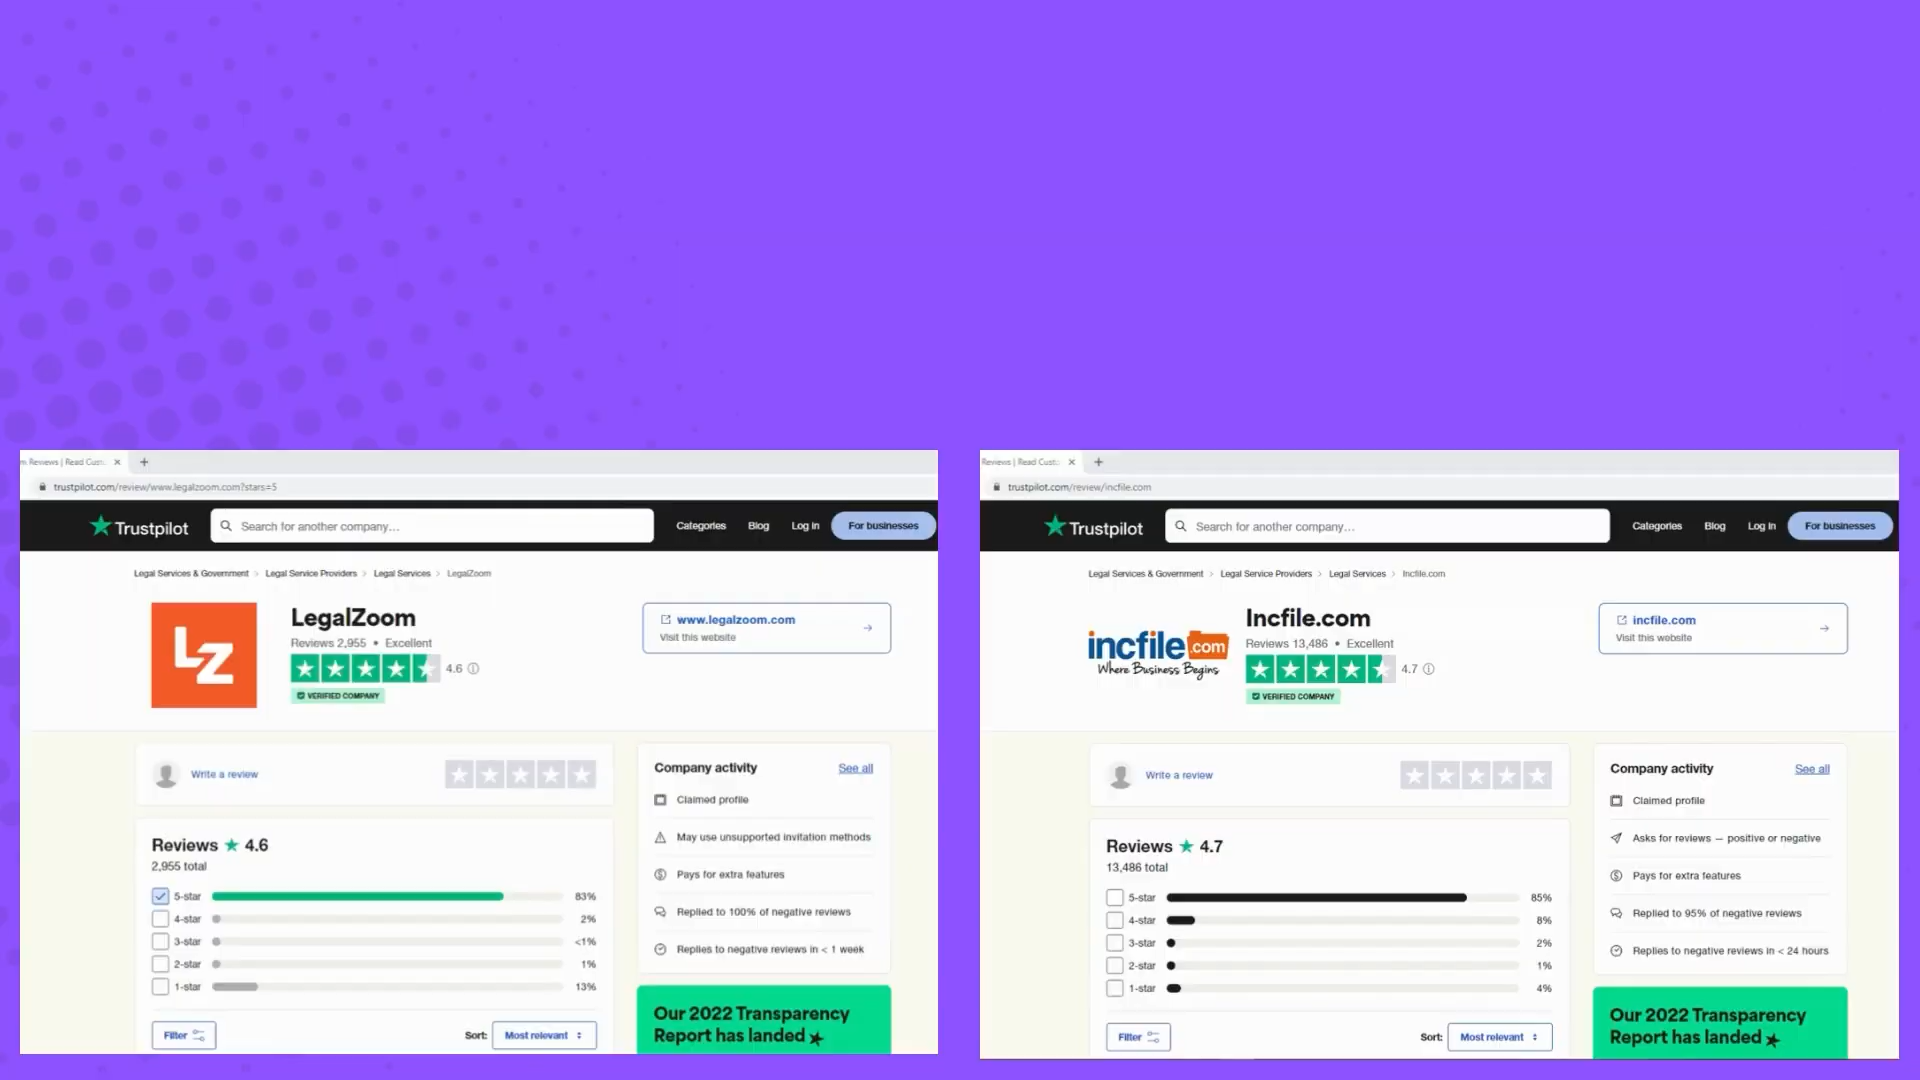 m Reviews | Read Cust
trustpilot.com/review/www.legalzoom.com?stars=5
Trustpilot
Search for another company...
Categories
Blog
Log in
For businesses
Legal Services & Government > Legal Service Providers > Legal Services > LegalZoom
LZ
LegalZoom
Reviews 2,955 • Excellent
4.6
VERIFIED COMPANY
www.legalzoom.com
Visit this website
Write a review
Reviews ★ 4.6
2,955 total
5-star 83%
4-star 2%
3-star <1%
2-star 1%
1-star 13%
Filter
Sort: Most relevant
Company activity
See all
Claimed profile
May use unsupported invitation methods
Pays for extra features
Replied to 100% of negative reviews
Replies to negative reviews in < 1 week
Our 2022 Transparency
Report has landed
Reviews | Read Cust
trustpilot.com/review/incfile.com
Trustpilot
Search for another company...
Categories
Blog
Log in
For businesses
Legal Services & Government > Legal Service Providers > Legal Services > Incfile.com
incfile.com
Where Business Begins
Incfile.com
Reviews 13,486 • Excellent
4.7
VERIFIED COMPANY
incfile.com
Visit this website
Write a review
Reviews ★ 4.7
13,486 total
5-star 85%
4-star 8%
3-star 2%
2-star 1%
1-star 4%
Filter
Sort: Most relevant
Company activity
See all
Claimed profile
Asks for reviews — positive or negative
Pays for extra features
Replied to 95% of negative reviews
Replies to negative reviews in < 24 hours
Our 2022 Transparency
Report has landed